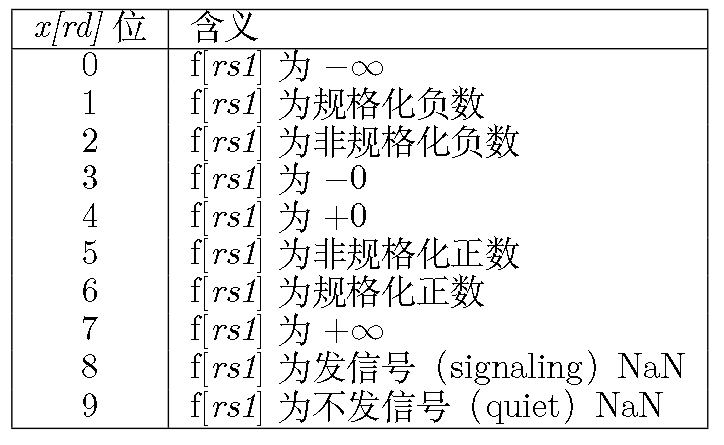 x[rd] 位 含义
0 f[rs1] 为 −∞
1 f[rs1] 为规格化负数
2 f[rs1] 为非规格化负数
3 f[rs1] 为 −0
4 f[rs1] 为 +0
5 f[rs1] 为非规格化正数
6 f[rs1] 为规格化正数
7 f[rs1] 为 +∞
8 f[rs1] 为发信号（signaling）NaN
9 f[rs1] 为不发信号（quiet）NaN